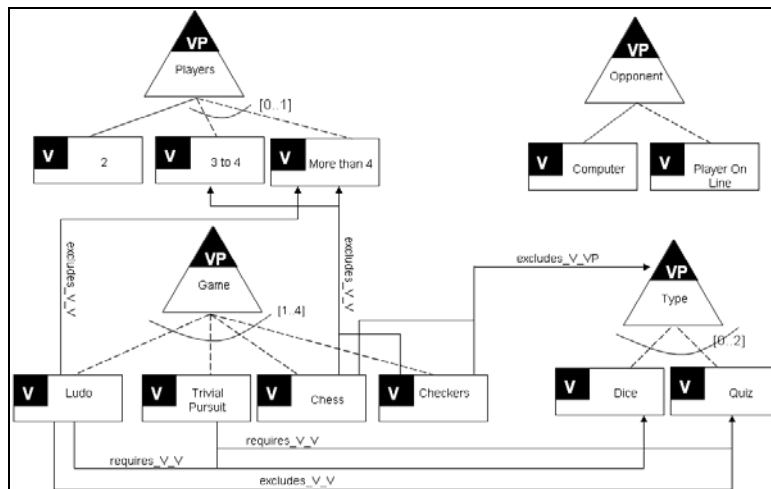 VP
Players
[0..1]
VP
Opponent
V
2
V
3 to 4
V
More than 4
V
Computer
V
Player On
Line
excludes_V_V
excludes_V_V
excludes_V_VP
VP
Game
[1..4]
VP
Type
[0..2]
V
Ludo
V
Trivial
Pursuit
V
Chess
V
Checkers
V
Dice
V
Quiz
requires_V_V
requires_V_V
excludes_V_V